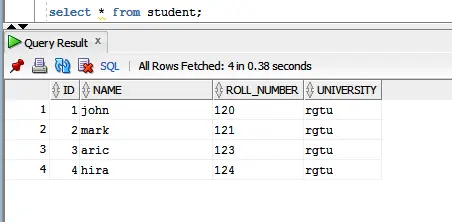 select * from student;
Query Result x
SQL | All Rows Fetched: 4 in 0.38 seconds
ID NAME ROLL_NUMBER UNIVERSITY
1 1 john 120 rgtu
2 2 mark 121 rgtu
3 3 aric 123 rgtu
4 4 hira 124 rgtu